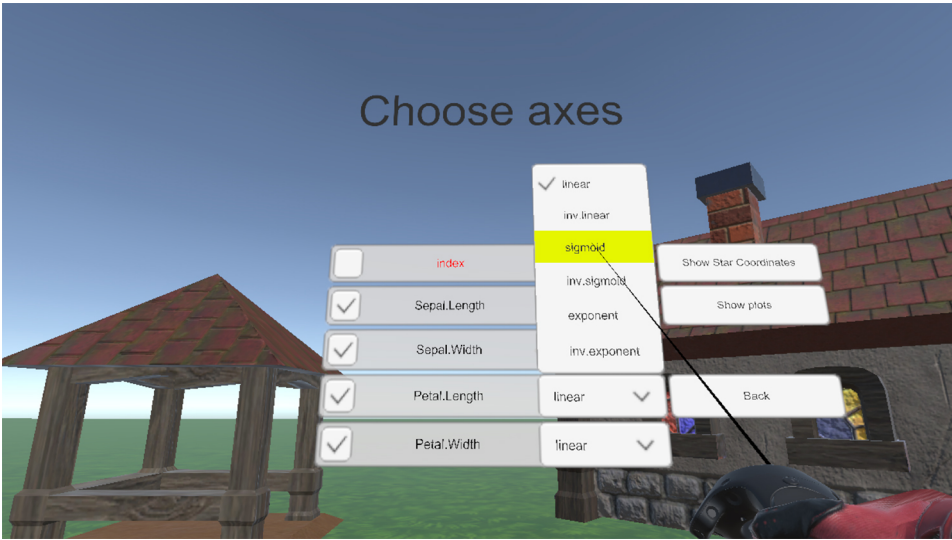 Choose axes
linear
inv.linear
sigmoid
inv.sigmoid
exponent
inv.exponent
index
Sepal.Length
Sepal.Width
Petal.Length
linear
Petal.Width
linear
Show Star Coordinates
Show plots
Back